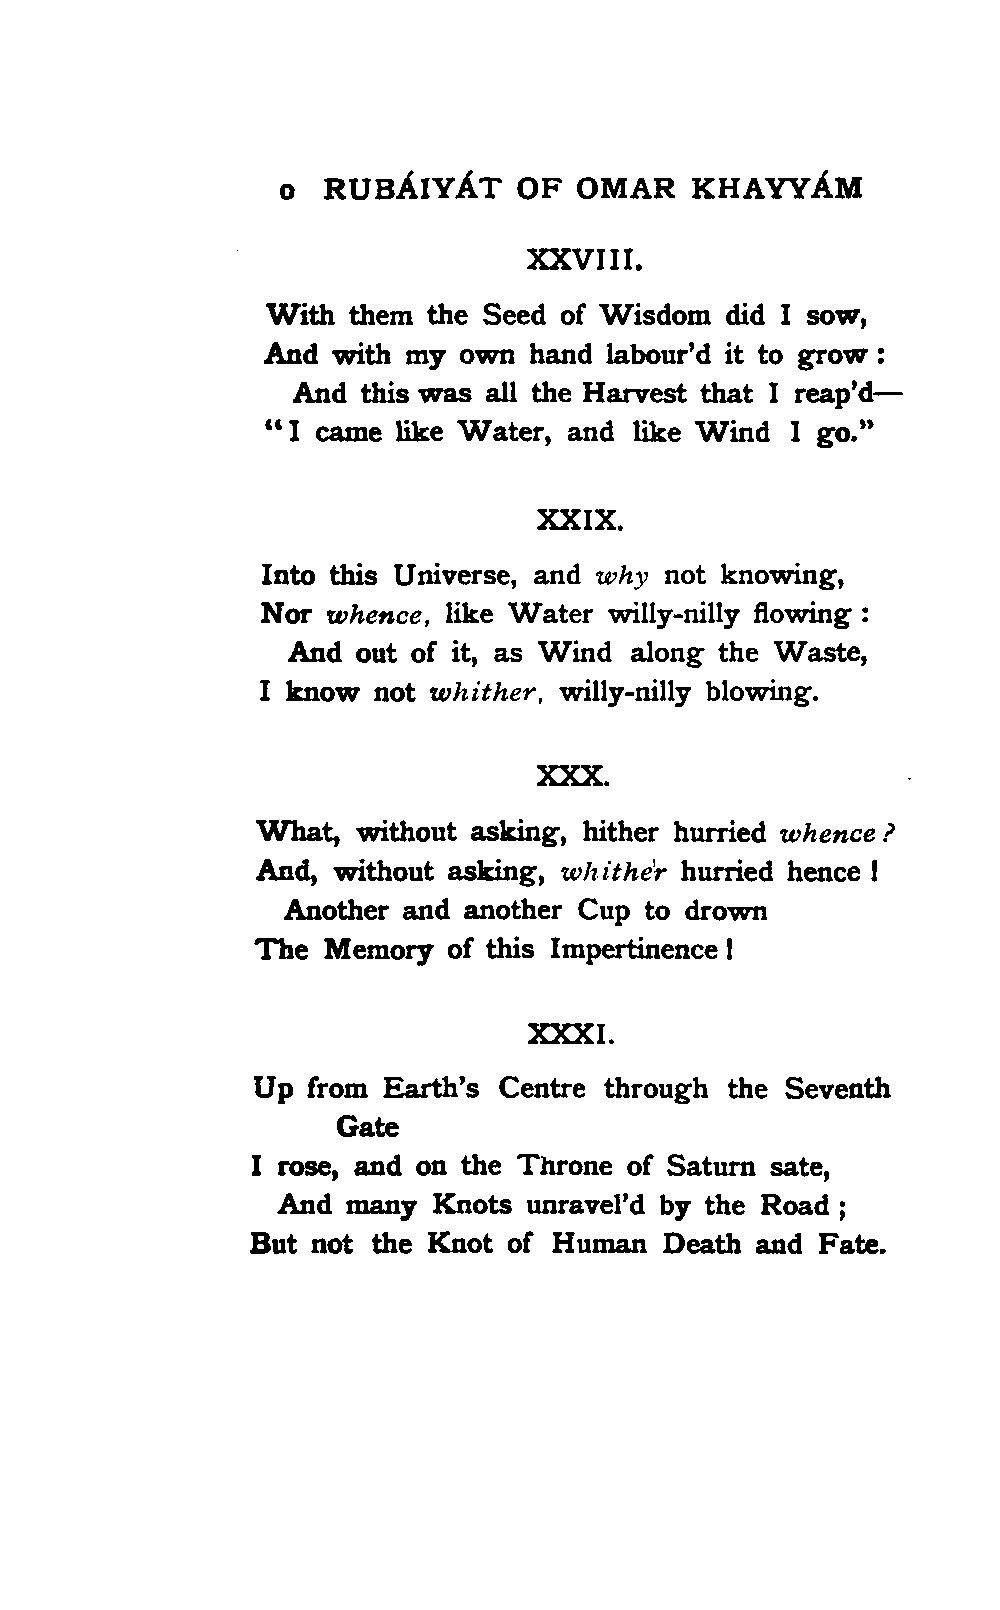 o RUBÁIYÁT OF OMAR KHAYYÁM
XXVIII.
With them the Seed of Wisdom did I sow,
And with my own hand labour'd it to grow :
And this was all the Harvest that I reap'd—
“I came like Water, and like Wind I go.”
XXIX.
Into this Universe, and why not knowing,
Nor whence, like Water willy-nilly flowing :
And out of it, as Wind along the Waste,
I know not whither, willy-nilly blowing.
XXX.
What, without asking, hither hurried whence ?
And, without asking, whither hurried hence !
Another and another Cup to drown
The Memory of this Impertinence !
XXXI.
Up from Earth's Centre through the Seventh
Gate
I rose, and on the Throne of Saturn sate,
And many Knots unravel'd by the Road ;
But not the Knot of Human Death and Fate.